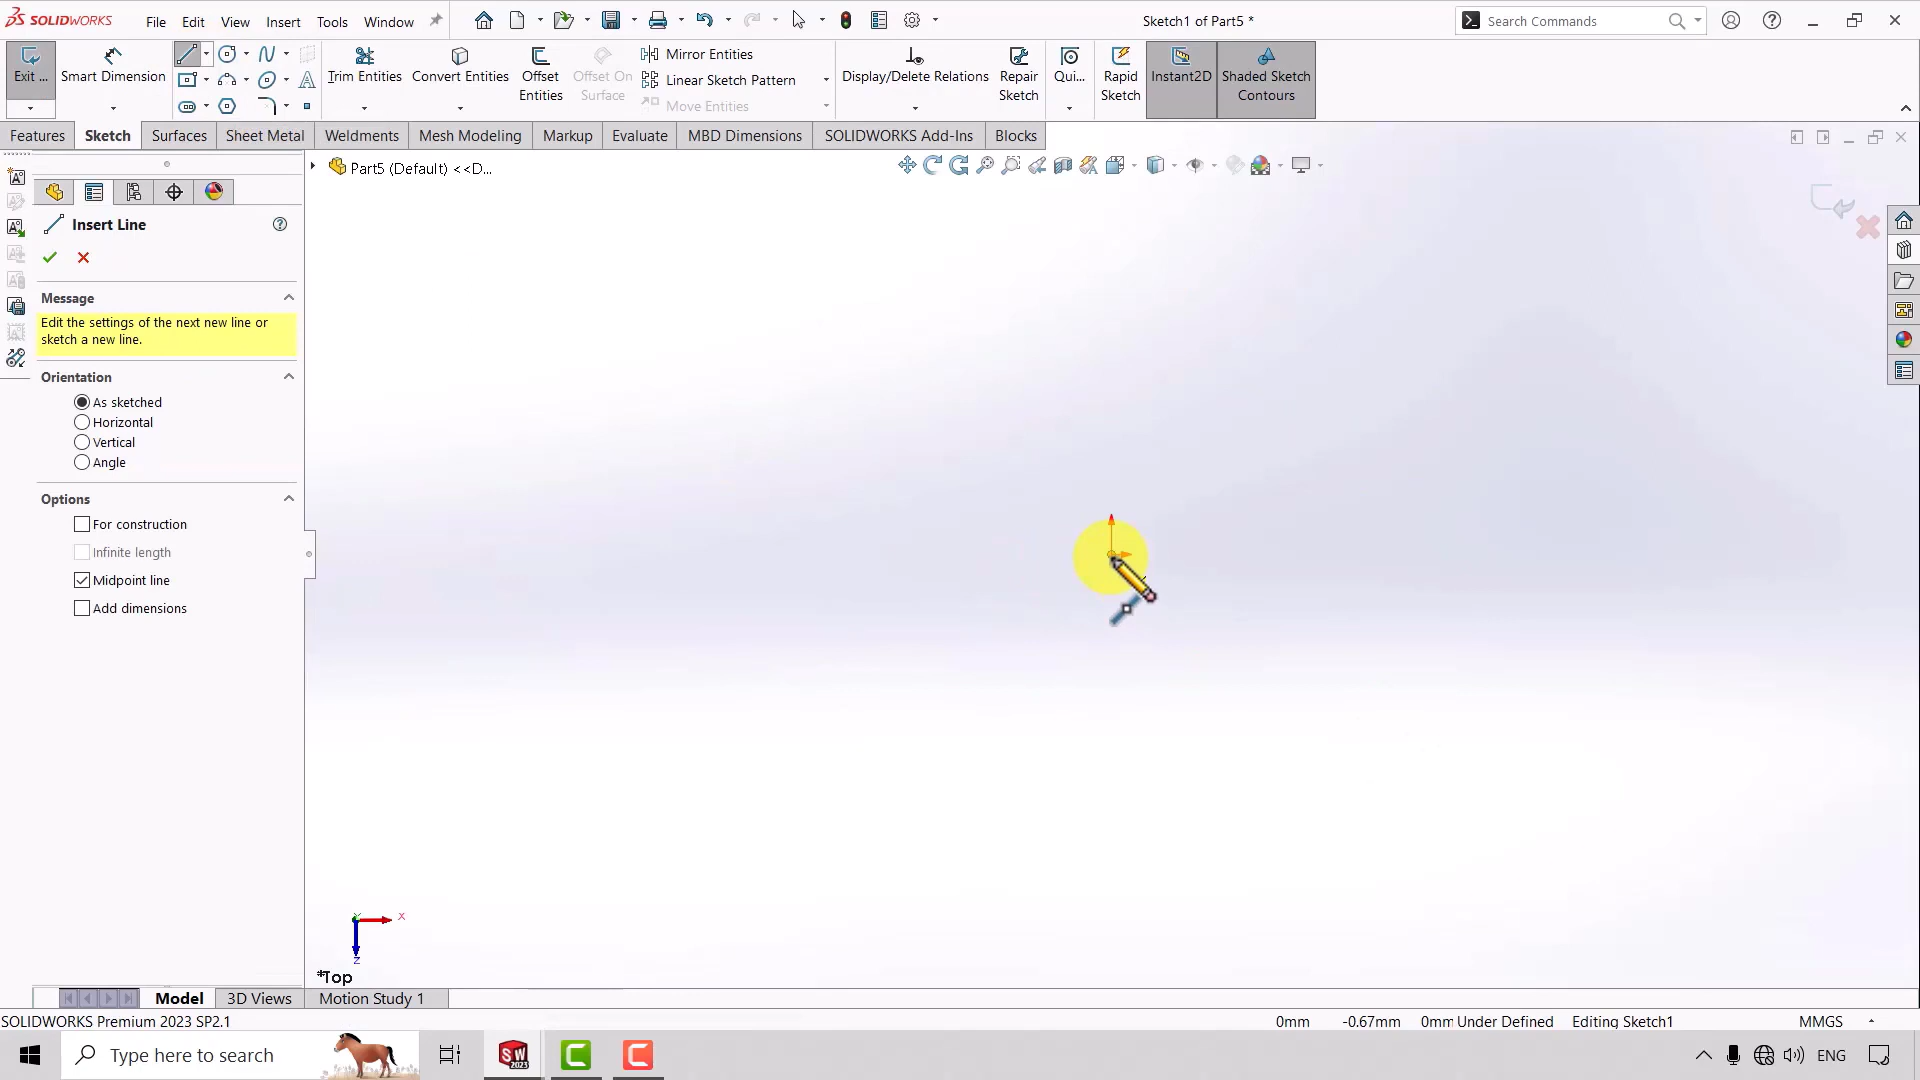 SOLIDWORKS File Edit View Insert Tools Window Sketch1 of Part5 * Search Commands
Exit ... Smart Dimension Trim Entities Convert Entities Offset Entities Offset On Surface Mirror Entities Linear Sketch Pattern Move Entities Display/Delete Relations Repair Sketch Qui... Rapid Sketch Instant2D Shaded Sketch Contours
Features Sketch Surfaces Sheet Metal Weldments Mesh Modeling Markup Evaluate MBD Dimensions SOLIDWORKS Add-Ins Blocks
Part5 (Default) <<D...
Insert Line
Message
Edit the settings of the next new line or
sketch a new line.
Orientation
As sketched
Horizontal
Vertical
Angle
Options
For construction
Infinite length
Midpoint line
Add dimensions
Y X
Z
*Top
Model 3D Views Motion Study 1
SOLIDWORKS Premium 2023 SP2.1 0mm -0.67mm 0mm Under Defined Editing Sketch1 MMGS
Type here to search SW 2023 C C ENG